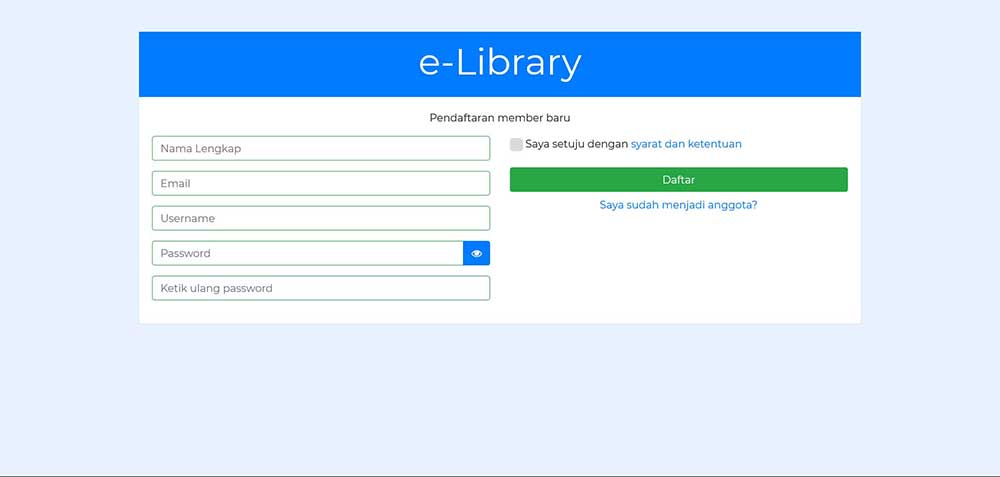 e-Library
Pendaftaran member baru
Nama Lengkap
Email
Username
Password
Ketik ulang password
Saya setuju dengan syarat dan ketentuan
Daftar
Saya sudah menjadi anggota?